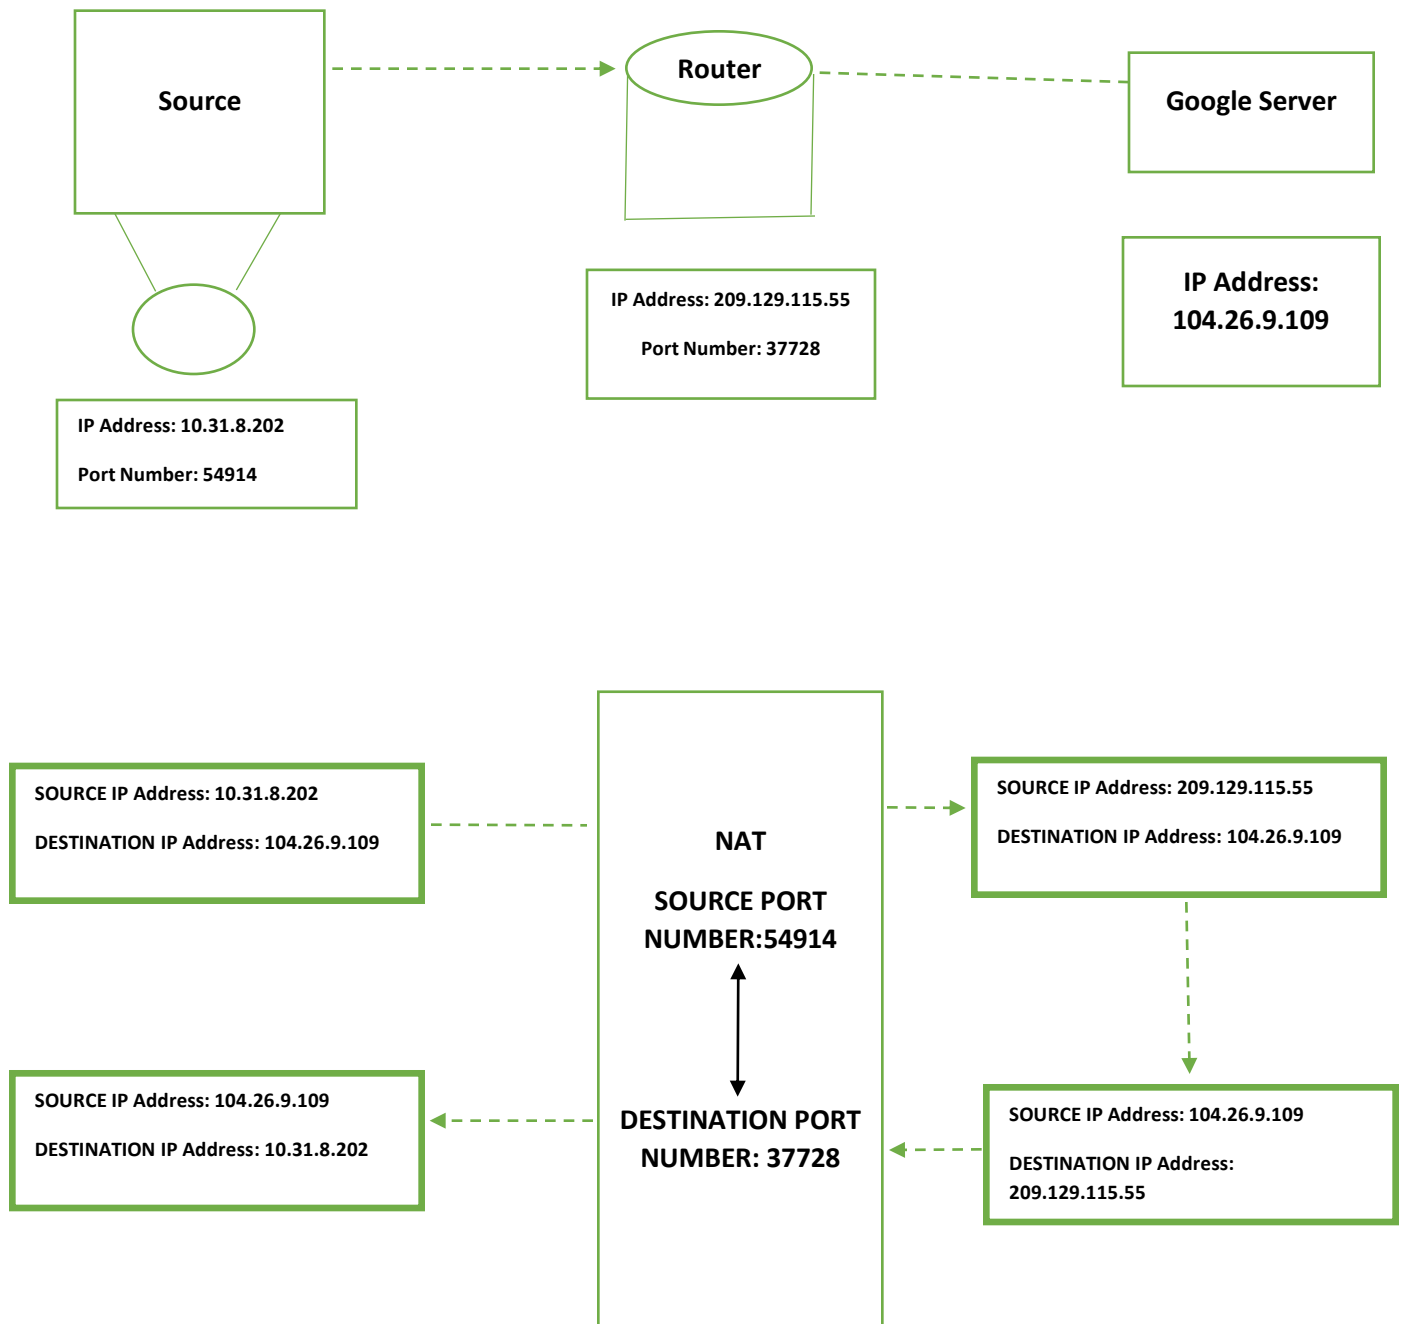 Source
Router
Google Server
IP Address: 10.31.8.202
Port Number: 54914
IP Address: 209.129.115.55
Port Number: 37728
IP Address:
104.26.9.109
SOURCE IP Address: 10.31.8.202
DESTINATION IP Address: 104.26.9.109
NAT
SOURCE PORT
NUMBER:54914
DESTINATION PORT
NUMBER: 37728
SOURCE IP Address: 209.129.115.55
DESTINATION IP Address: 104.26.9.109
SOURCE IP Address: 104.26.9.109
DESTINATION IP Address: 10.31.8.202
SOURCE IP Address: 104.26.9.109
DESTINATION IP Address:
209.129.115.55